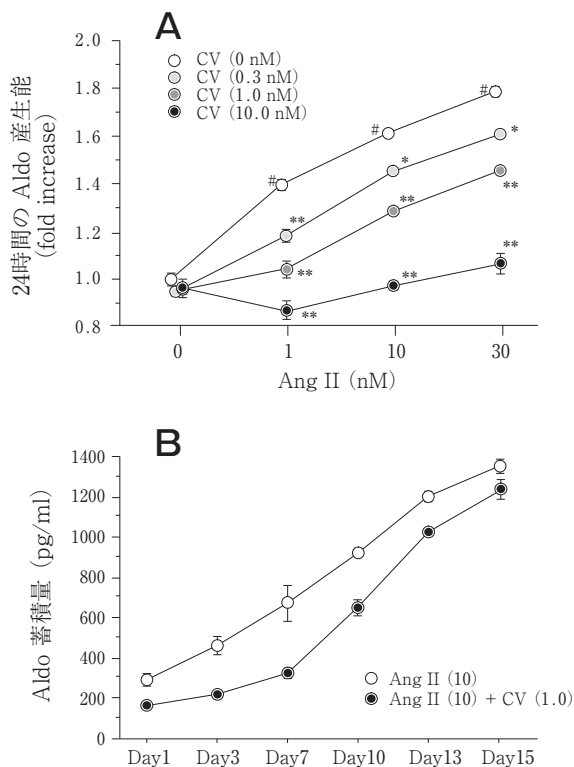 A
2.0
1.8
1.6
1.4
1.2
1.0
0.8
24時間の Aldo 産生能
(fold increase)
CV (0 nM)
CV (0.3 nM)
CV (1.0 nM)
CV (10.0 nM)
#
#
#
**
*
*
**
**
**
**
**
**
0
1
10
30
Ang II (nM)
B
1400
1200
1000
800
600
400
200
0
Aldo 蓄積量 (pg/ml)
Ang II (10)
Ang II (10) + CV (1.0)
Day1 Day3 Day7 Day10 Day13 Day15